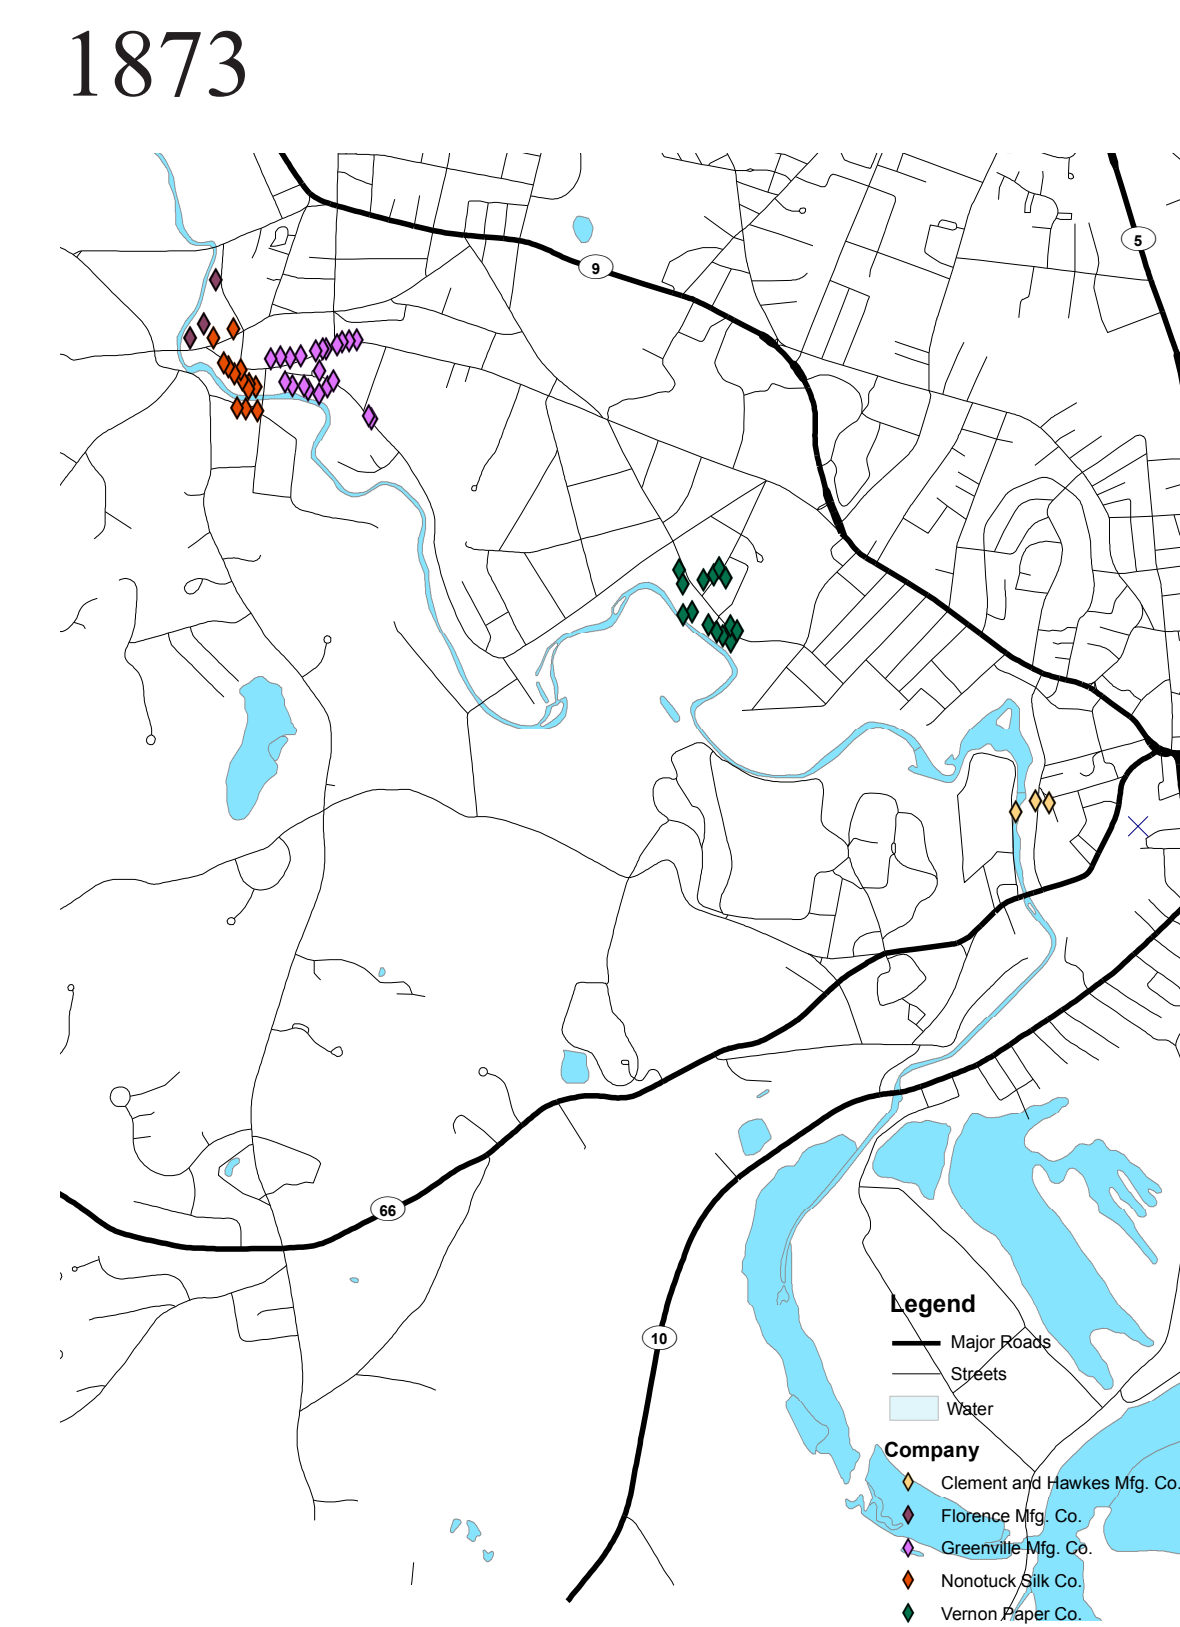 1873
5
9
66
10
Legend
Major Roads
Streets
Water
Company
Clement and Hawkes Mfg. Co.
Florence Mfg. Co.
Greenville Mfg. Co.
Nonotuck Silk Co.
Vernon Paper Co.